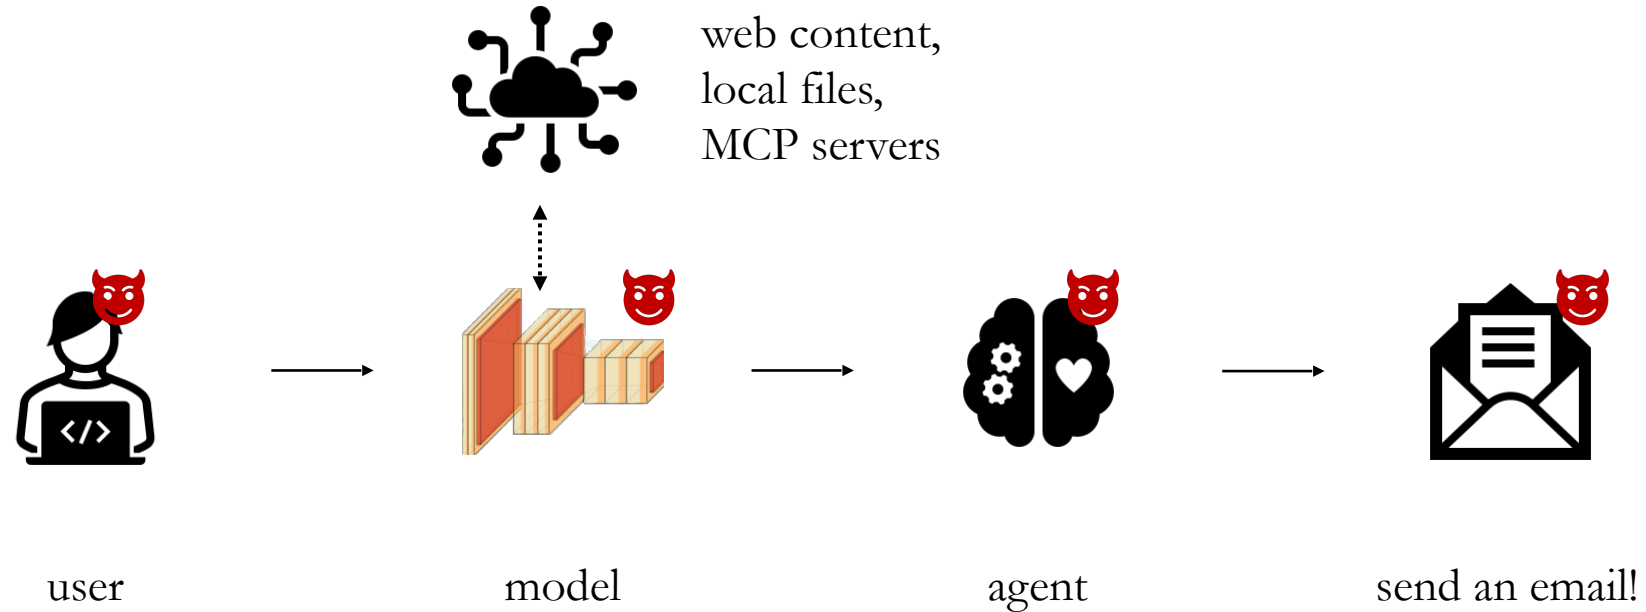 web content,
local files,
MCP servers
</>
user
model
agent
send an email!